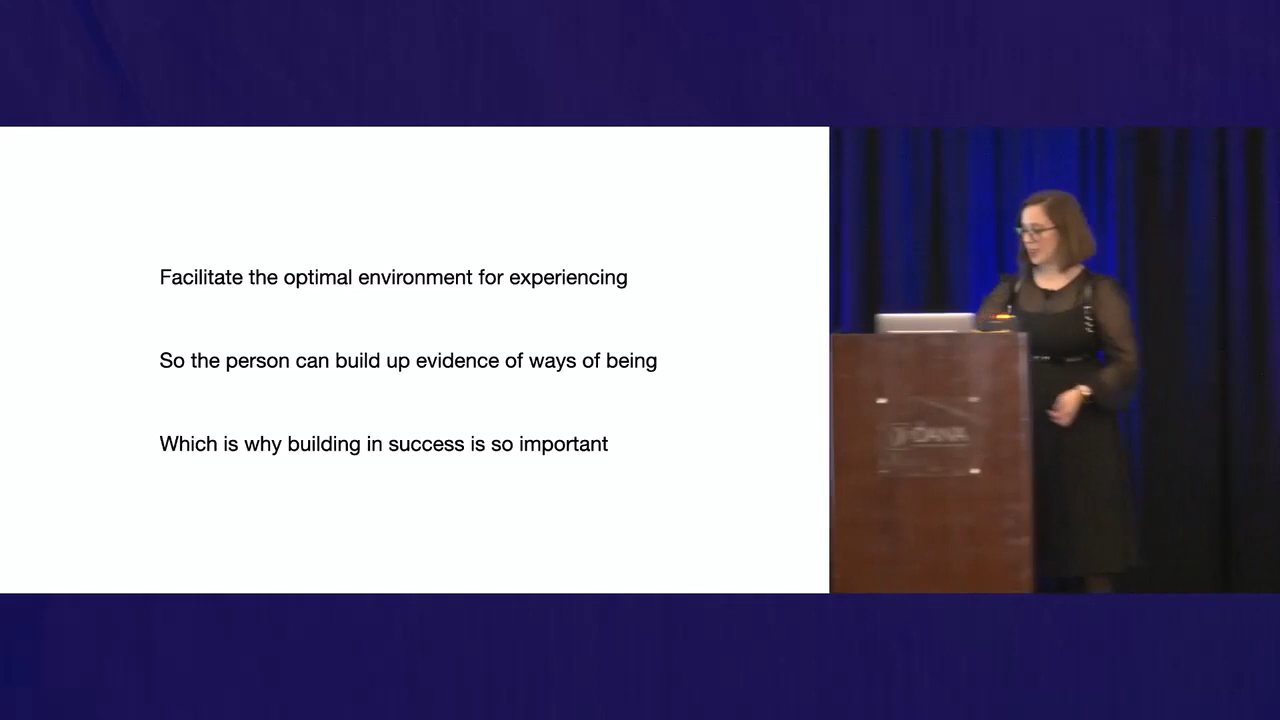 Facilitate the optimal environment for experiencing
So the person can build up evidence of ways of being
Which is why building in success is so important